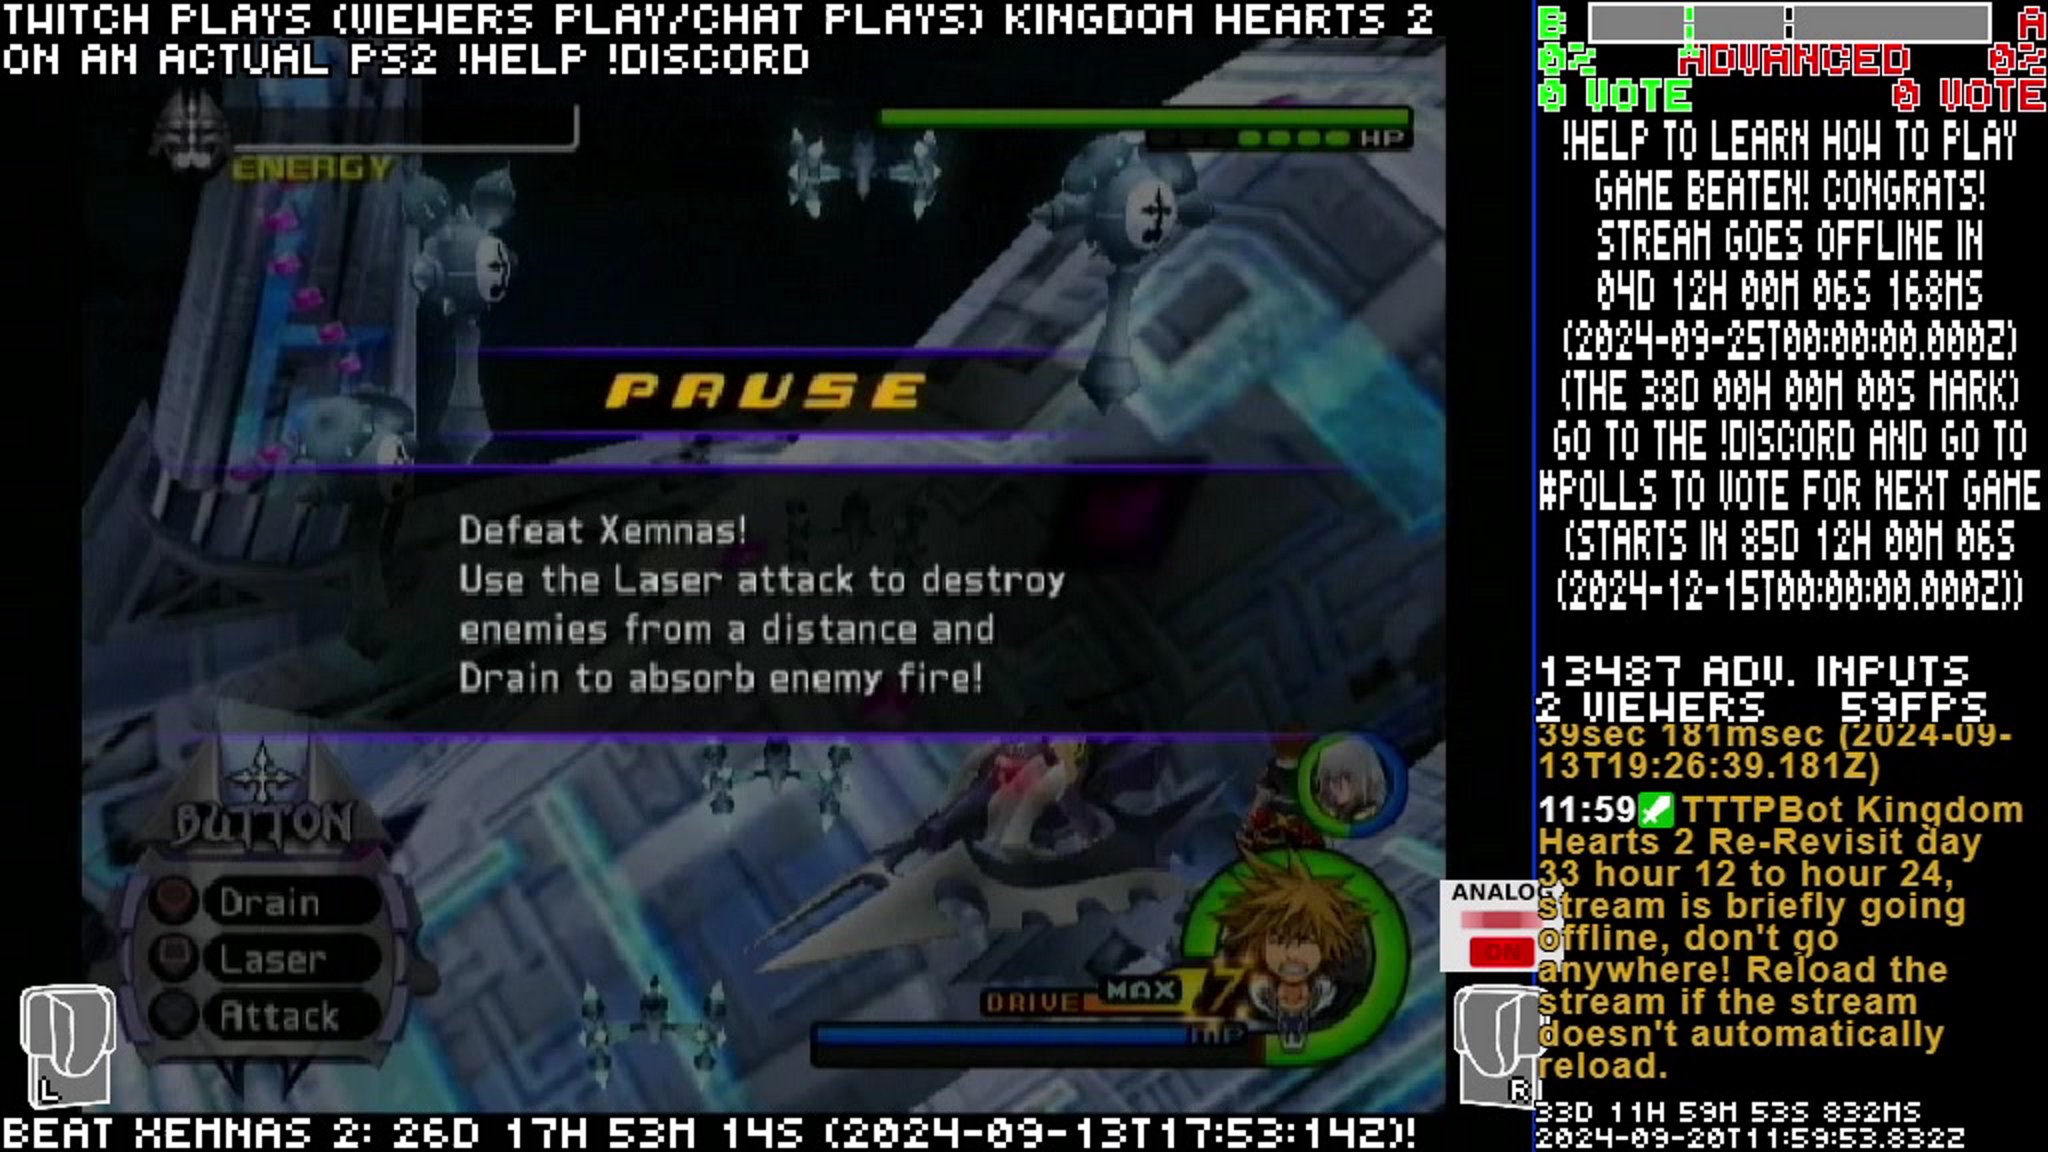 TWITCH PLAYS (VIEWERS PLAY/CHAT PLAYS) KINGDOM HEARTS 2
ON AN ACTUAL PS2 !HELP !DISCORD
ENERGY
HP
PAUSE
Defeat Xemnas!
Use the Laser attack to destroy
enemies from a distance and
Drain to absorb enemy fire!
BUTTON
Drain
Laser
Attack
DRIVE MAX 7
MP
L
ANALOG
ON
R
BEAT XEMNAS 2: 26D 17H 53M 14S (2024-09-13T17:53:14Z)!
B A
0% ADVANCED 0%
0 VOTE 0 VOTE
!HELP TO LEARN HOW TO PLAY
GAME BEATEN! CONGRATS!
STREAM GOES OFFLINE IN
04D 12H 00M 06S 168MS
(2024-09-25T00:00:00.000Z)
(THE 38D 00H 00M 00S MARK)
GO TO THE !DISCORD AND GO TO
#POLLS TO VOTE FOR NEXT GAME
(STARTS IN 85D 12H 00M 06S
(2024-12-15T00:00:00.000Z))
13487 ADV. INPUTS
2 VIEWERS 59FPS
39sec 181msec (2024-09-
13T19:26:39.181Z)
11:59 TTTPBot Kingdom
Hearts 2 Re-Revisit day
33 hour 12 to hour 24,
stream is briefly going
offline, don't go
anywhere! Reload the
stream if the stream
doesn't automatically
reload.
33D 11H 59M 53S 832MS
2024-09-20T11:59:53.832Z